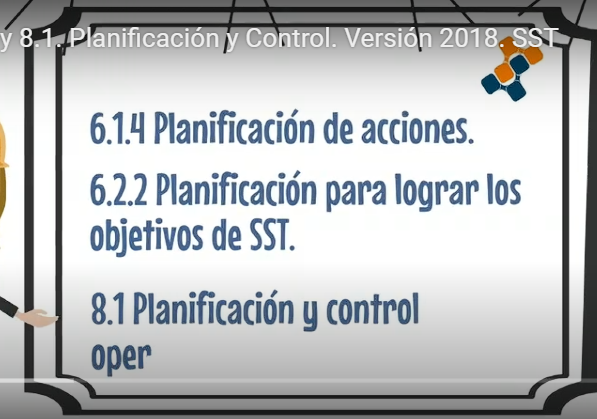 y 8.1. Planificación y Control. Versión 2018. SST
6.1.4 Planificación de acciones.
6.2.2 Planificación para lograr los
objetivos de SST.
8.1 Planificación y control
oper